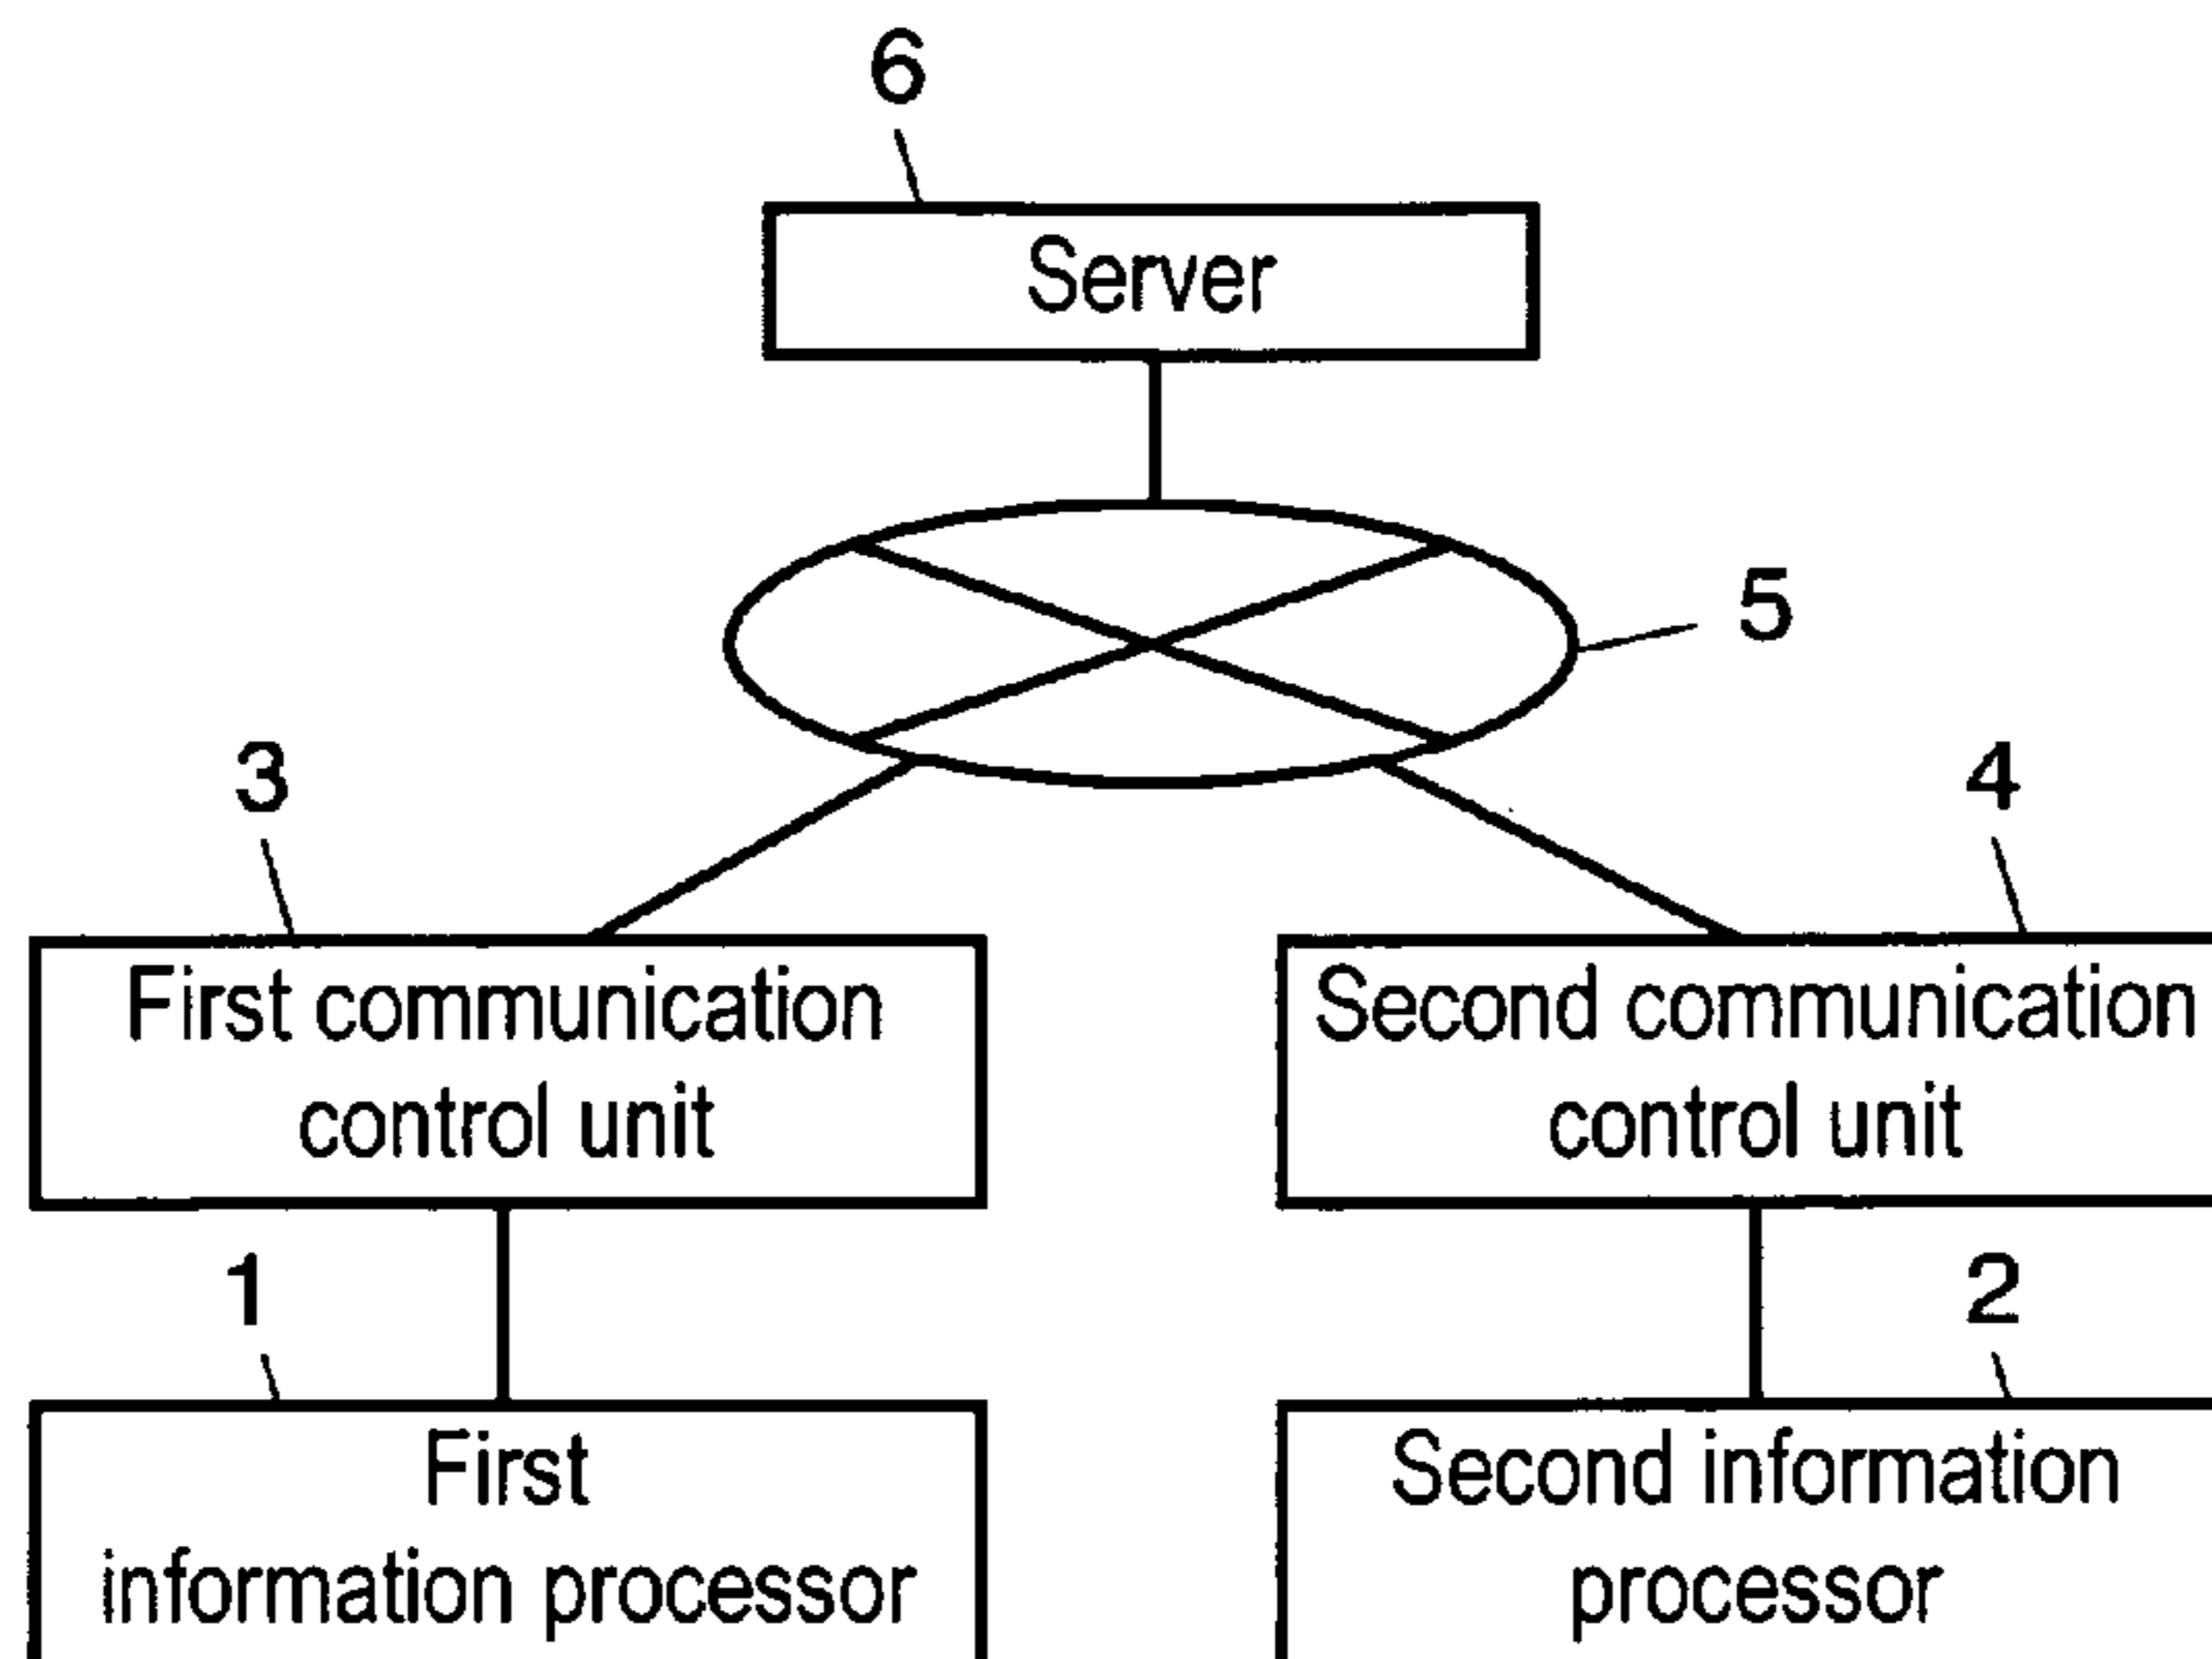 6
Server
5
3
4
First communication
control unit
Second communication
control unit
1
2
First
information processor
Second information
processor